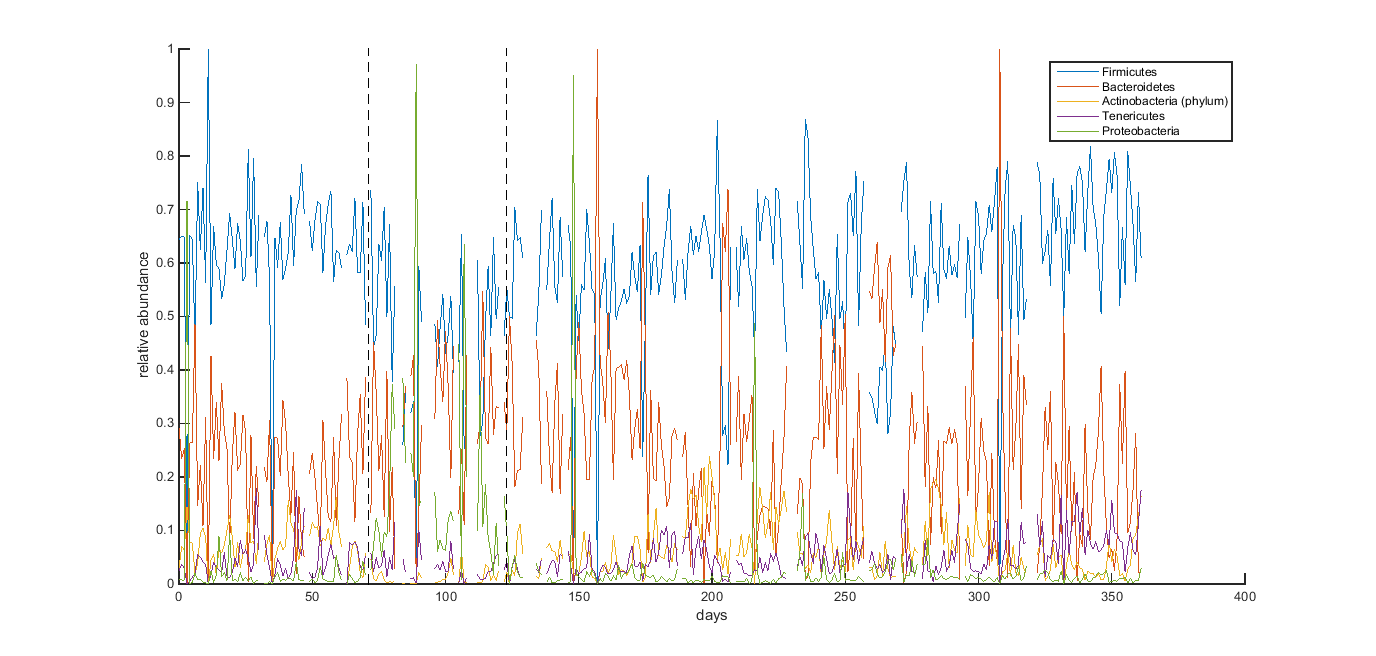 1
0.9
0.8
0.7
0.6
0.5
0.4
0.3
0.2
0.1
0
relative abundance
0 50 100 150 200 250 300 350 400
days
Firmicutes
Bacteroidetes
Actinobacteria (phylum)
Tenericutes
Proteobacteria